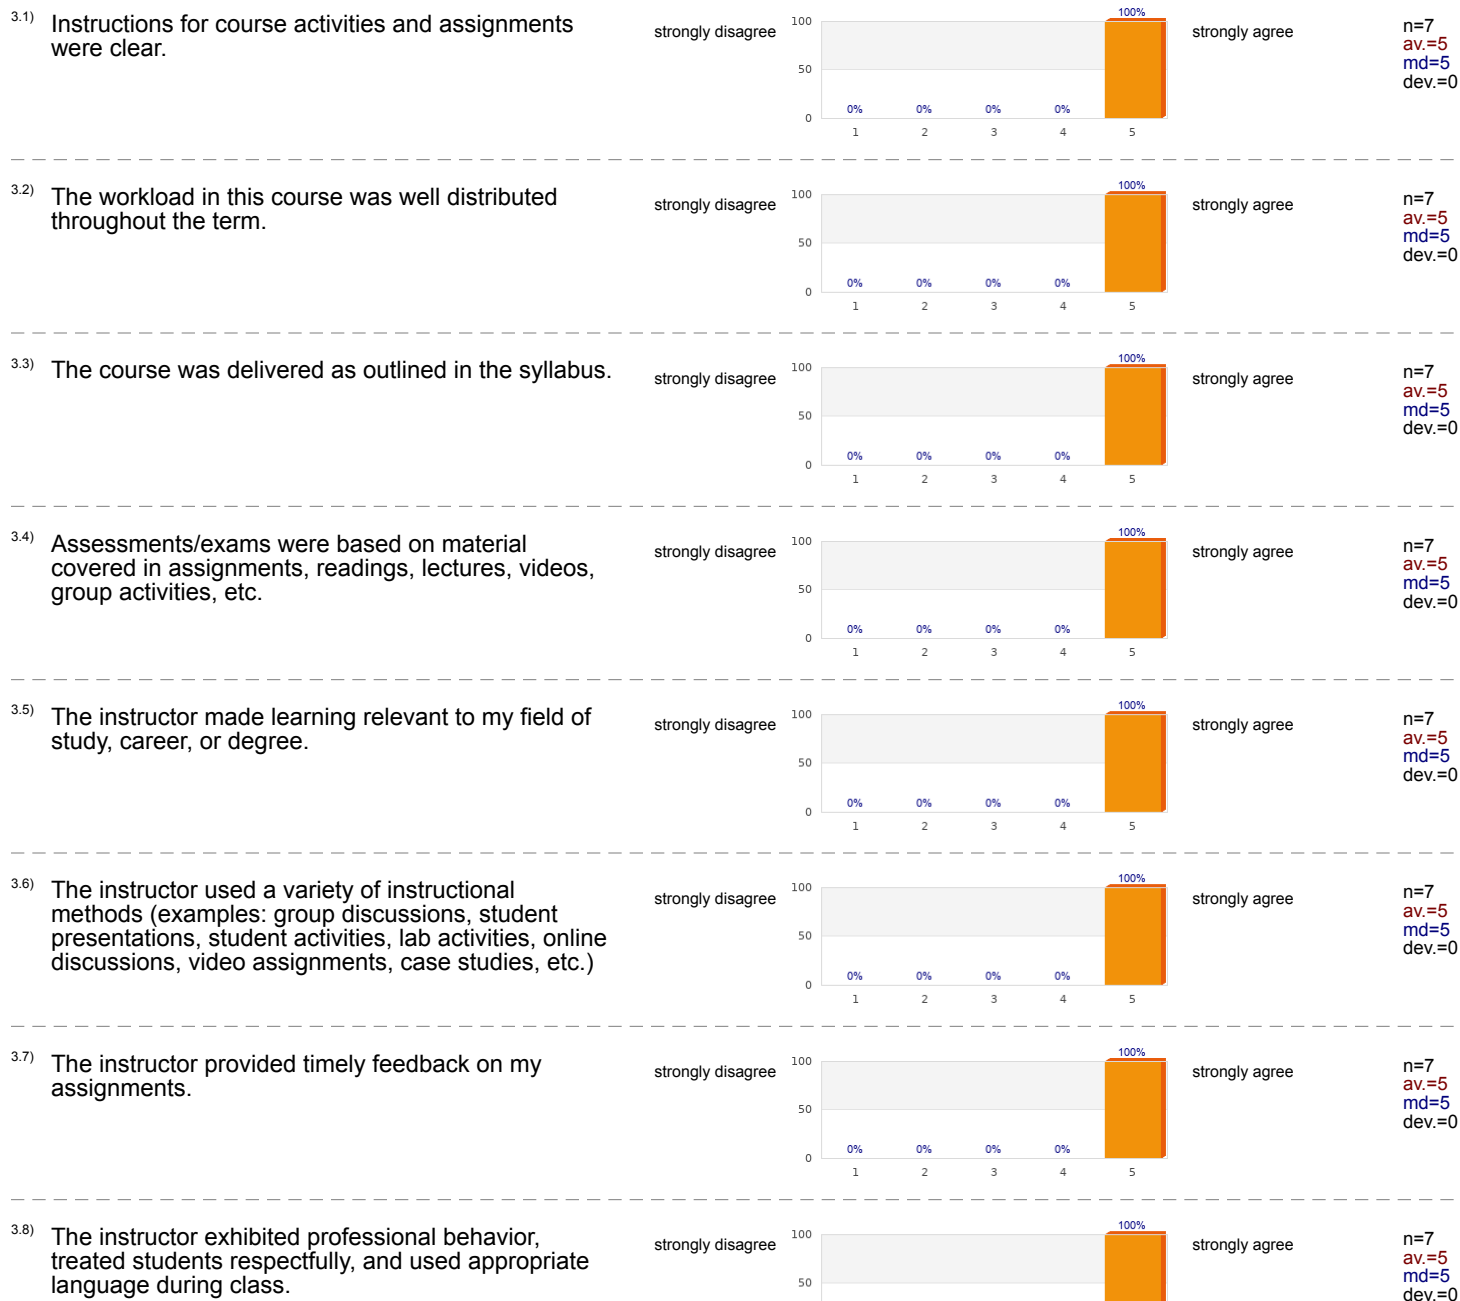 3.1) Instructions for course activities and assignments
were clear.
strongly disagree
100
50
0
0% 0% 0% 0% 100%
1 2 3 4 5
strongly agree
n=7
av.=5
md=5
dev.=0
3.2) The workload in this course was well distributed
throughout the term.
strongly disagree
100
50
0
0% 0% 0% 0% 100%
1 2 3 4 5
strongly agree
n=7
av.=5
md=5
dev.=0
3.3) The course was delivered as outlined in the syllabus.
strongly disagree
100
50
0
0% 0% 0% 0% 100%
1 2 3 4 5
strongly agree
n=7
av.=5
md=5
dev.=0
3.4) Assessments/exams were based on material
covered in assignments, readings, lectures, videos,
group activities, etc.
strongly disagree
100
50
0
0% 0% 0% 0% 100%
1 2 3 4 5
strongly agree
n=7
av.=5
md=5
dev.=0
3.5) The instructor made learning relevant to my field of
study, career, or degree.
strongly disagree
100
50
0
0% 0% 0% 0% 100%
1 2 3 4 5
strongly agree
n=7
av.=5
md=5
dev.=0
3.6) The instructor used a variety of instructional
methods (examples: group discussions, student
presentations, student activities, lab activities, online
discussions, video assignments, case studies, etc.)
strongly disagree
100
50
0
0% 0% 0% 0% 100%
1 2 3 4 5
strongly agree
n=7
av.=5
md=5
dev.=0
3.7) The instructor provided timely feedback on my
assignments.
strongly disagree
100
50
0
0% 0% 0% 0% 100%
1 2 3 4 5
strongly agree
n=7
av.=5
md=5
dev.=0
3.8) The instructor exhibited professional behavior,
treated students respectfully, and used appropriate
language during class.
strongly disagree
100
50
100%
strongly agree
n=7
av.=5
md=5
dev.=0